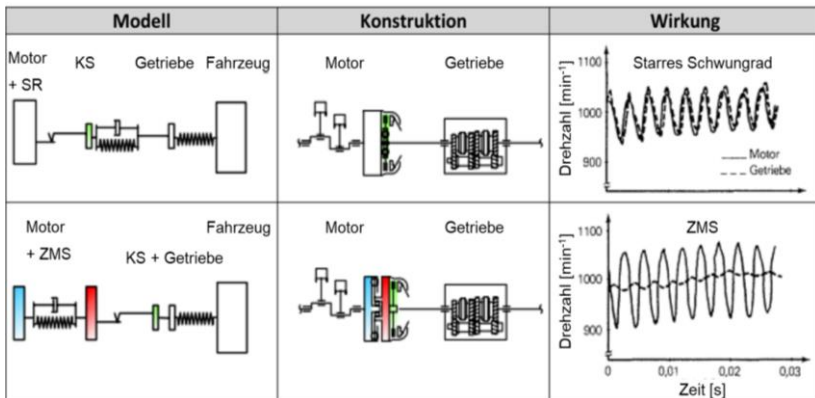 Modell
Konstruktion
Wirkung
Motor
+ SR
KS
Getriebe
Fahrzeug
Motor
Getriebe
Starres Schwungrad
Drehzahl [min⁻¹]
1100
1000
900
Motor
Getriebe
Motor
+ ZMS
KS + Getriebe
Fahrzeug
Motor
Getriebe
ZMS
Drehzahl [min⁻¹]
1100
1000
900
0
0,01
0,02
0,03
Zeit [s]